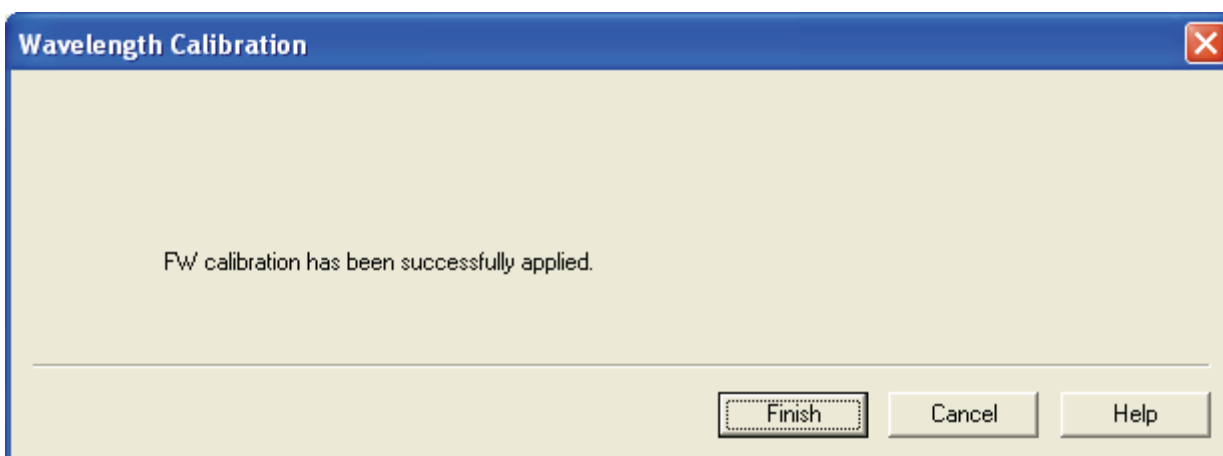 Wavelength Calibration
FW calibration has been successfully applied.
Finish Cancel Help